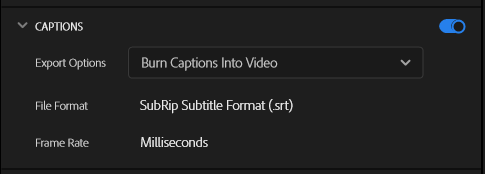 CAPTIONS
Export Options Burn Captions Into Video
File Format SubRip Subtitle Format (.srt)
Frame Rate Milliseconds